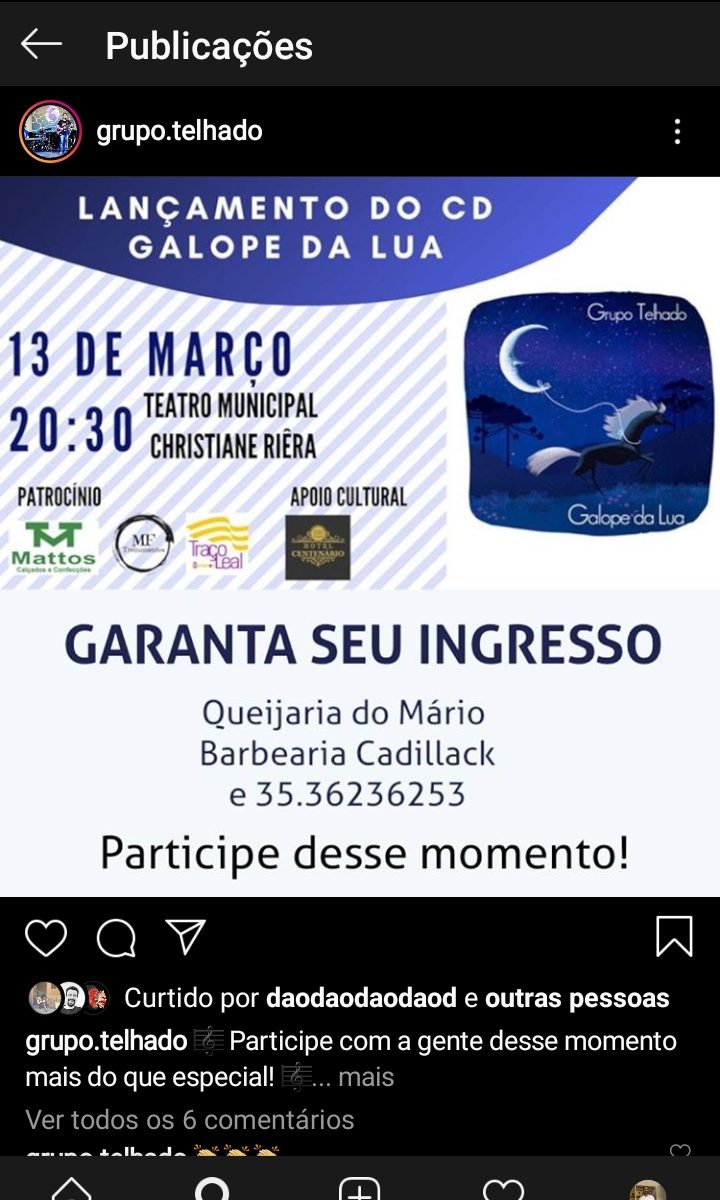 Publicações
grupo.telhado
LANÇAMENTO DO CD
GALOPE DA LUA
13 DE MARÇO
20:30
TEATRO MUNICIPAL
CHRISTIANE RIÊRA
Grupo Telhado
Galope da Lua
PATROCÍNIO
APOIO CULTURAL
Mattos
Calçados e Confecções
MF
Traço
Leal
HOTEL
CENTENÁRIO
GARANTA SEU INGRESSO
Queijaria do Mário
Barbearia Cadillack
e 35.36236253
Participe desse momento!
Curtido por daodaodaodaod e outras pessoas
grupo.telhado 🎼 Participe com a gente desse momento
mais do que especial! 🎼... mais
Ver todos os 6 comentários
grupo.telhado